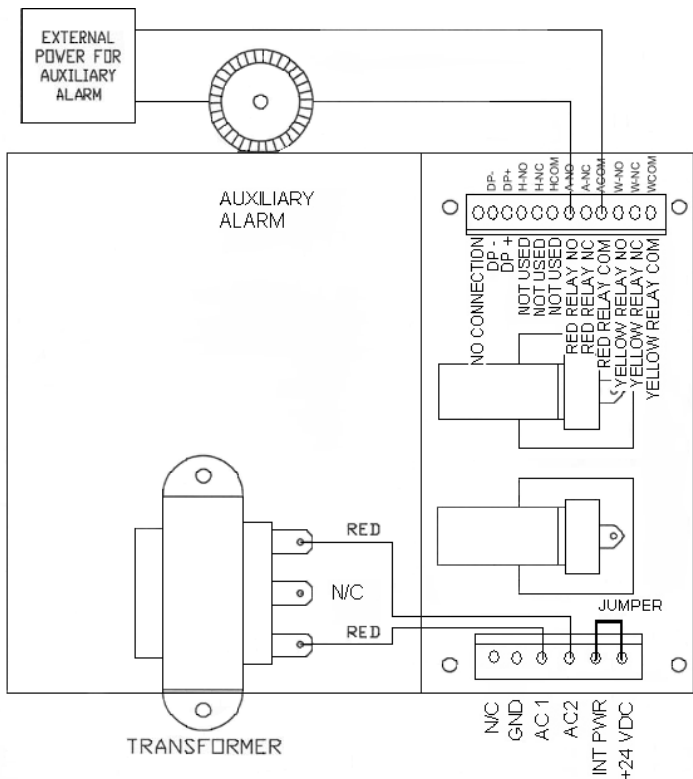 EXTERNAL
POWER FOR
AUXILIARY
ALARM
AUXILIARY
ALARM
DP-
DP+
H-NO
H-NC
HCOM
A-NO
A-NC
ACOM
W-NO
W-NC
WCOM
NO CONNECTION
DP -
DP +
NOT USED
NOT USED
NOT USED
RED RELAY NO
RED RELAY NC
RED RELAY COM
YELLOW RELAY NO
YELLOW RELAY NC
YELLOW RELAY COM
RED
N/C
RED
JUMPER
N/C
GND
AC 1
AC2
INT PWR
+24 VDC
TRANSFORMER